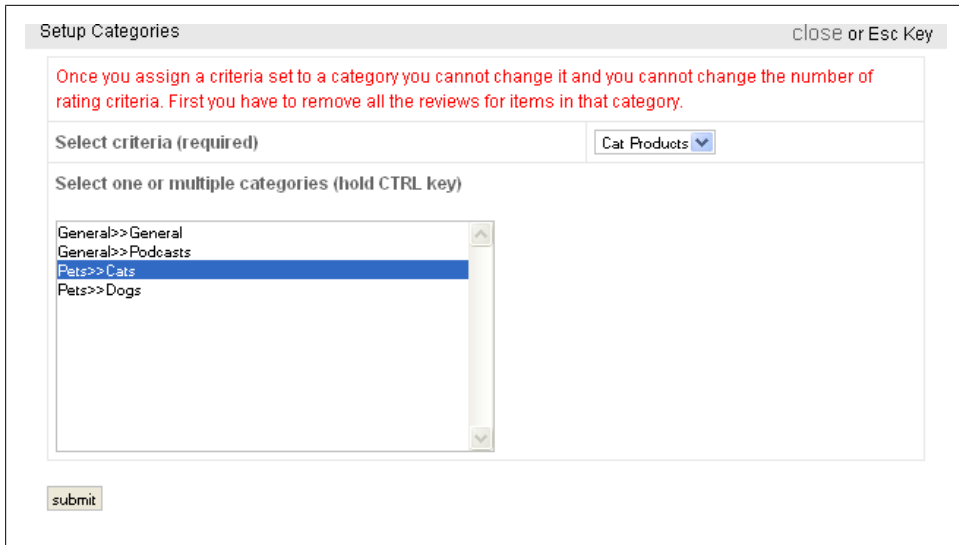 Setup Categories close or Esc Key
Once you assign a criteria set to a category you cannot change it and you cannot change the number of
rating criteria. First you have to remove all the reviews for items in that category.
Select criteria (required) Cat Products
Select one or multiple categories (hold CTRL key)
General>>General
General>>Podcasts
Pets>>Cats
Pets>>Dogs
submit